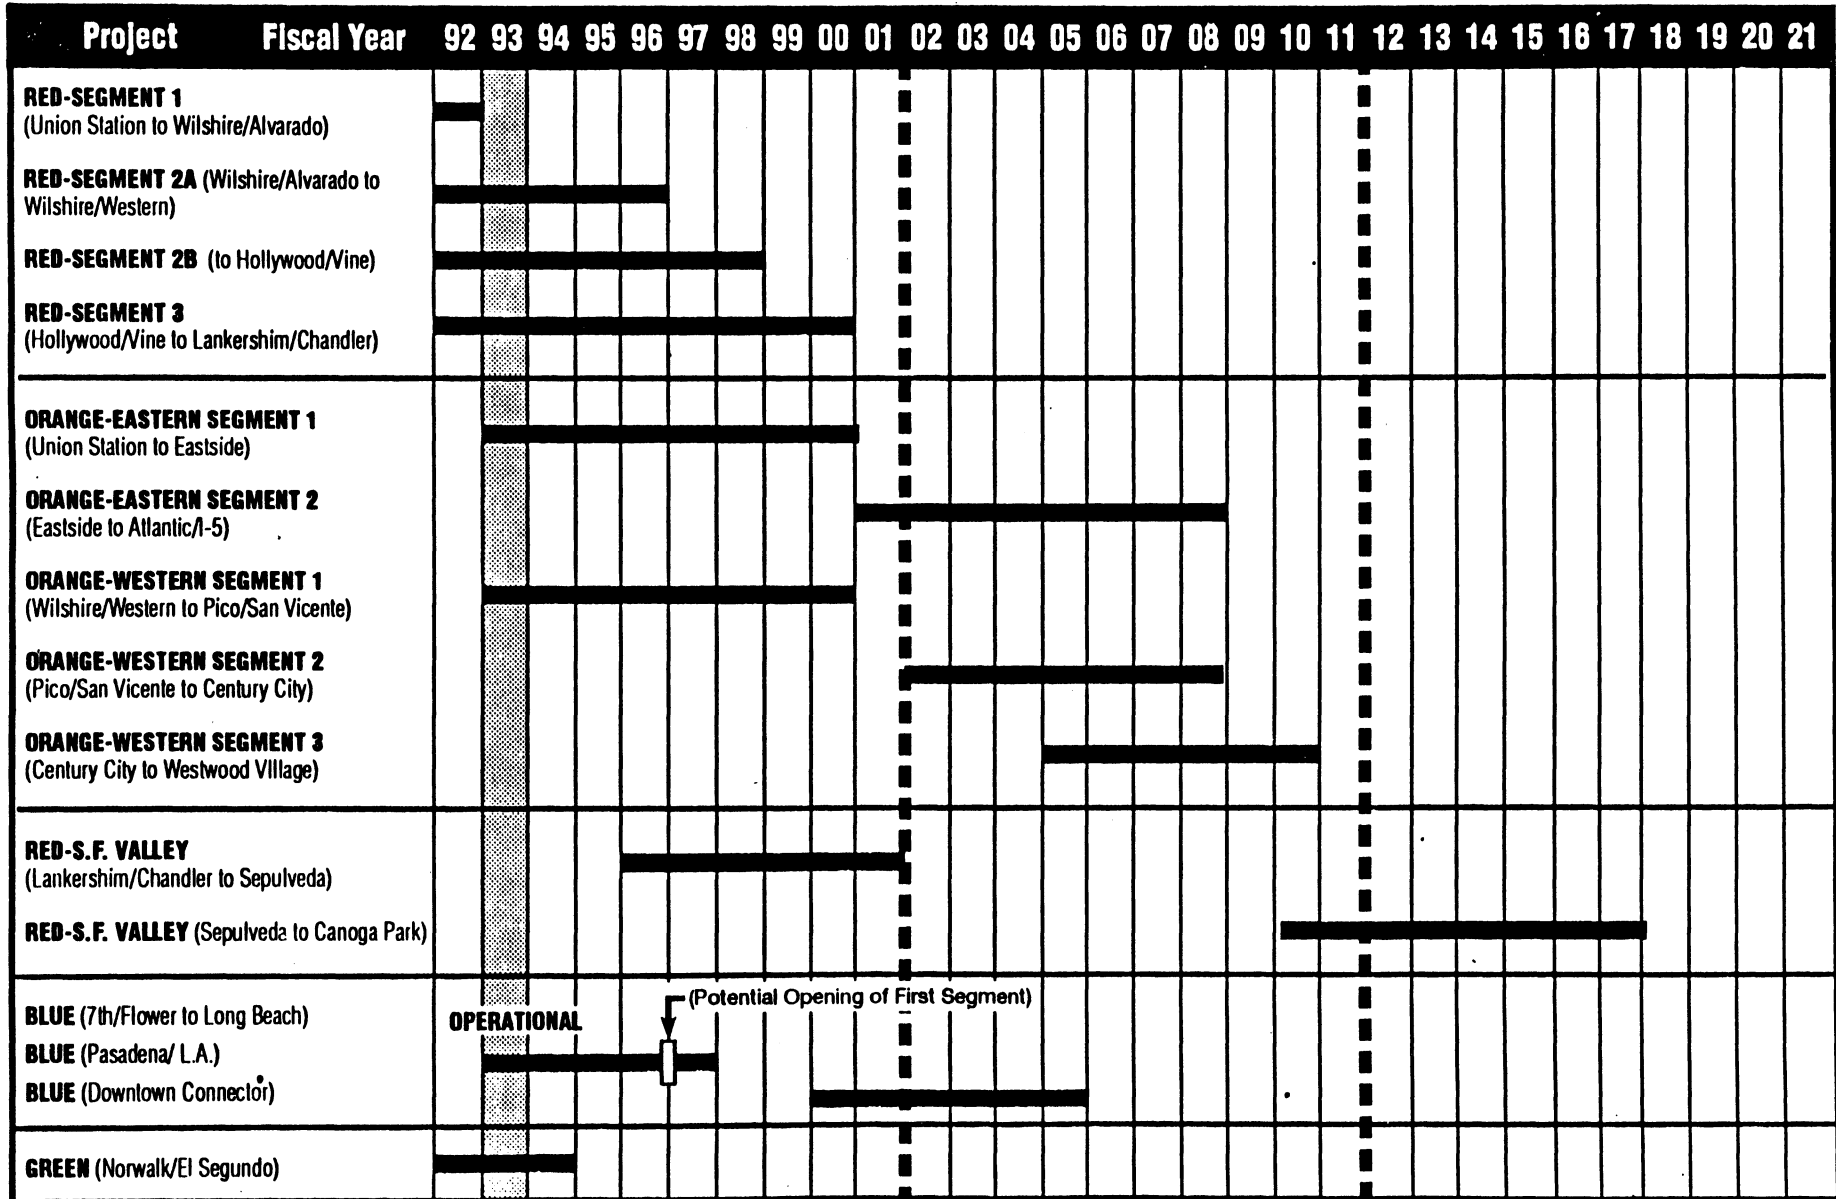 Project Fiscal Year 92 93 94 95 96 97 98 99 00 01 02 03 04 05 06 07 08 09 10 11 12 13 14 15 16 17 18 19 20 21
RED-SEGMENT 1
(Union Station to Wilshire/Alvarado)
RED-SEGMENT 2A (Wilshire/Alvarado to
Wilshire/Western)
RED-SEGMENT 2B (to Hollywood/Vine)
RED-SEGMENT 3
(Hollywood/Vine to Lankershim/Chandler)
ORANGE-EASTERN SEGMENT 1
(Union Station to Eastside)
ORANGE-EASTERN SEGMENT 2
(Eastside to Atlantic/I-5)
ORANGE-WESTERN SEGMENT 1
(Wilshire/Western to Pico/San Vicente)
ORANGE-WESTERN SEGMENT 2
(Pico/San Vicente to Century City)
ORANGE-WESTERN SEGMENT 3
(Century City to Westwood Village)
RED-S.F. VALLEY
(Lankershim/Chandler to Sepulveda)
RED-S.F. VALLEY (Sepulveda to Canoga Park)
(Potential Opening of First Segment)
BLUE (7th/Flower to Long Beach)
OPERATIONAL
BLUE (Pasadena/ L.A.)
BLUE (Downtown Connector)
GREEN (Norwalk/El Segundo)